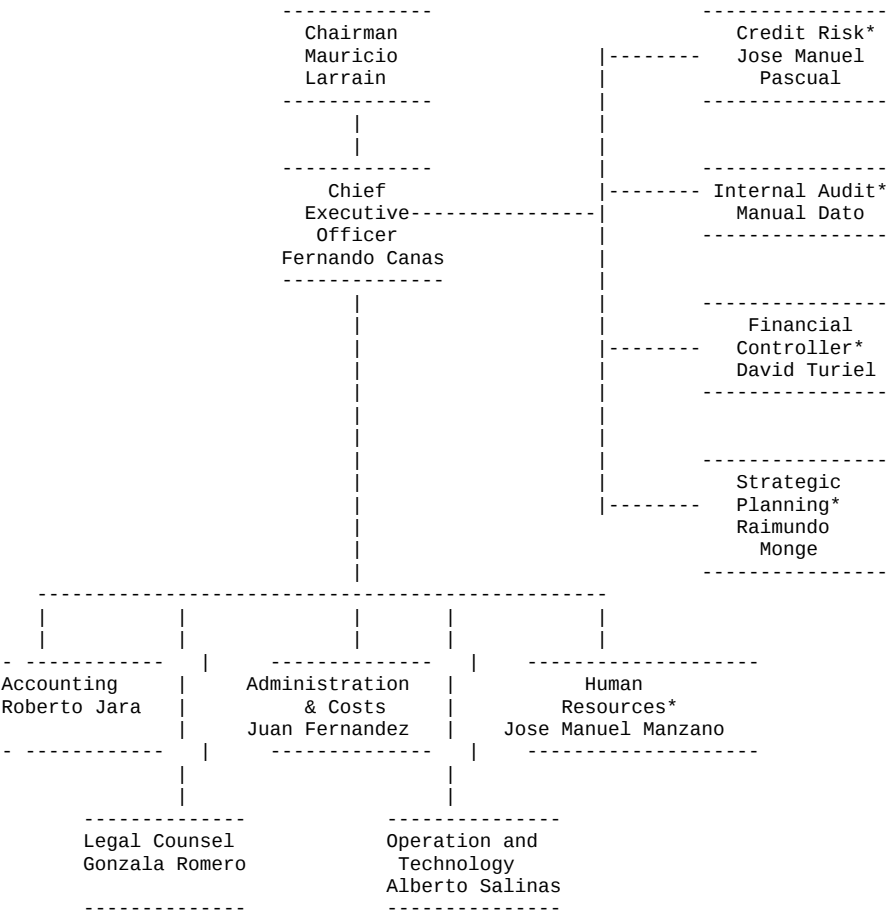 Chairman
Mauricio
Larrain
Credit Risk*
Jose Manuel
Pascual
Chief
Executive
Officer
Fernando Canas
Internal Audit*
Manual Dato
Financial
Controller*
David Turiel
Strategic
Planning*
Raimundo
Monge
Accounting
Roberto Jara
Administration
& Costs
Juan Fernandez
Human
Resources*
Jose Manuel Manzano
Legal Counsel
Gonzala Romero
Operation and
Technology
Alberto Salinas